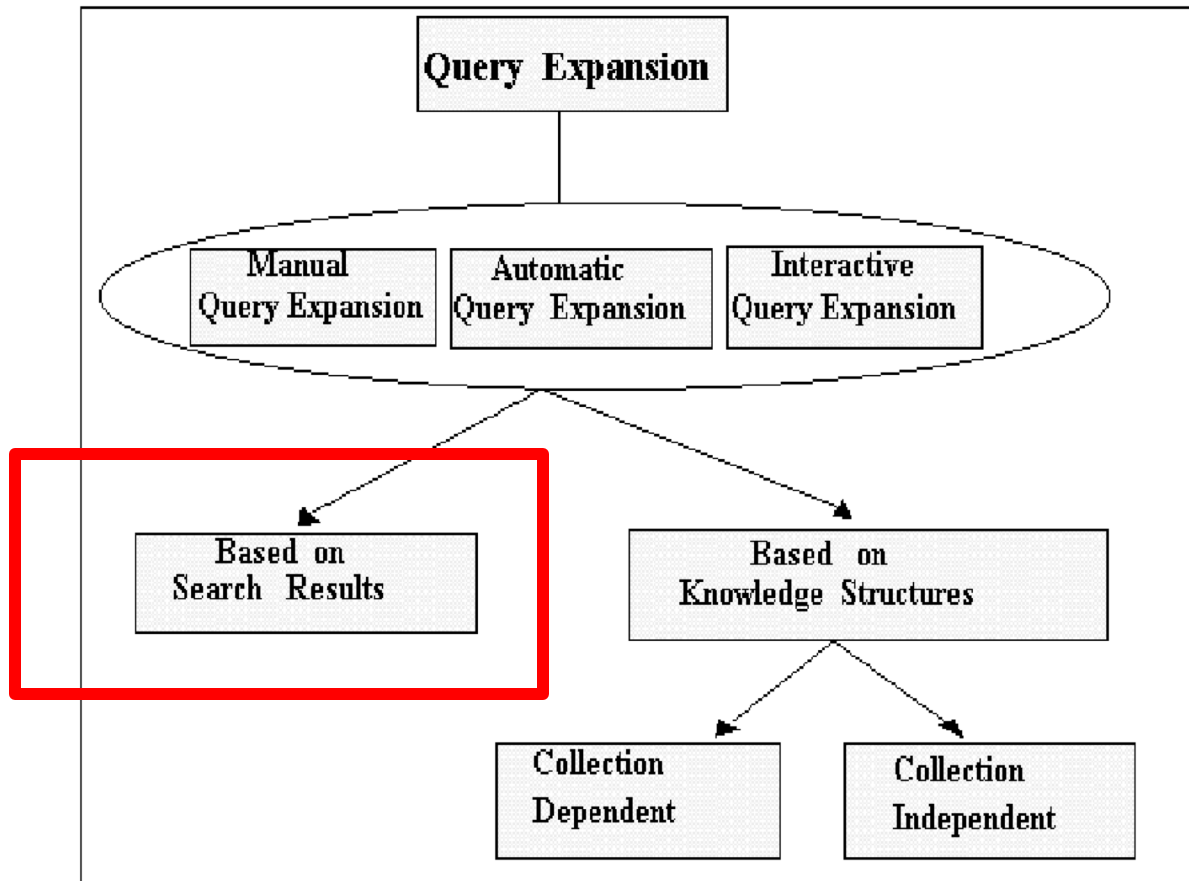 Query Expansion
Manual
Query Expansion
Automatic
Query Expansion
Interactive
Query Expansion
Based on
Search Results
Based on
Knowledge Structures
Collection
Dependent
Collection
Independent